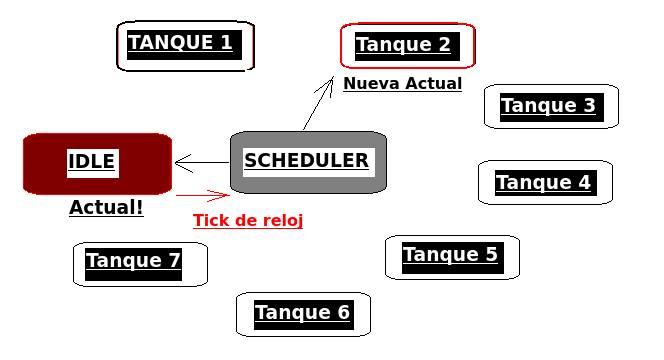 TANQUE 1
Tanque 2
Nueva Actual
Tanque 3
IDLE
SCHEDULER
Tanque 4
Actual!
Tick de reloj
Tanque 7
Tanque 5
Tanque 6